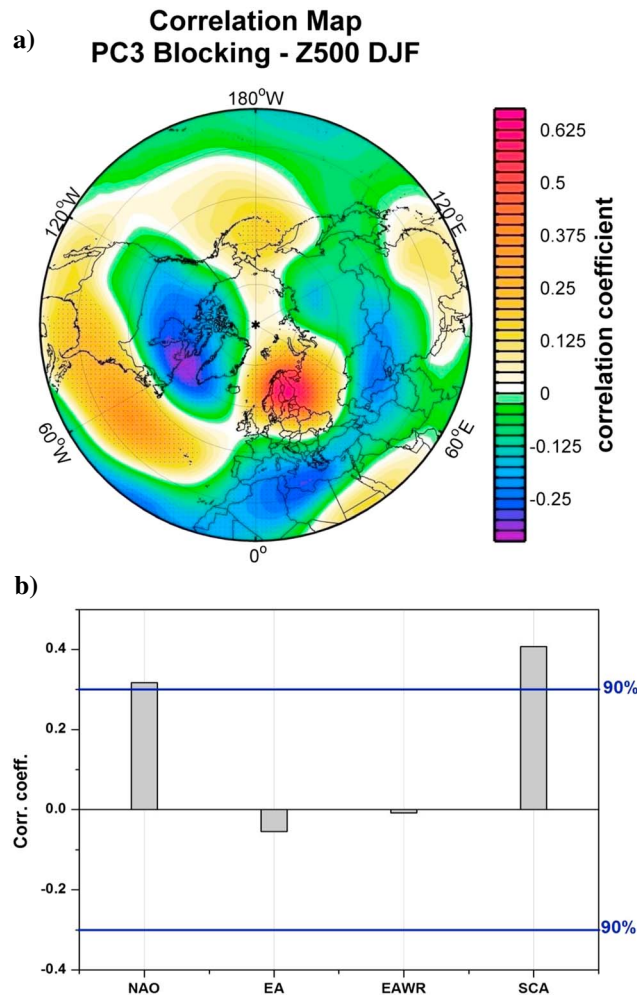 a)
Correlation Map
PC3 Blocking - Z500 DJF
180°W
120°W
120°E
60°W
60°E
0°
0.625
0.5
0.375
0.25
0.125
0
-0.125
-0.25
correlation coefficient
b)
0.4
0.2
0.0
-0.2
-0.4
Corr. coeff.
90%
90%
NAO EA EAWR SCA